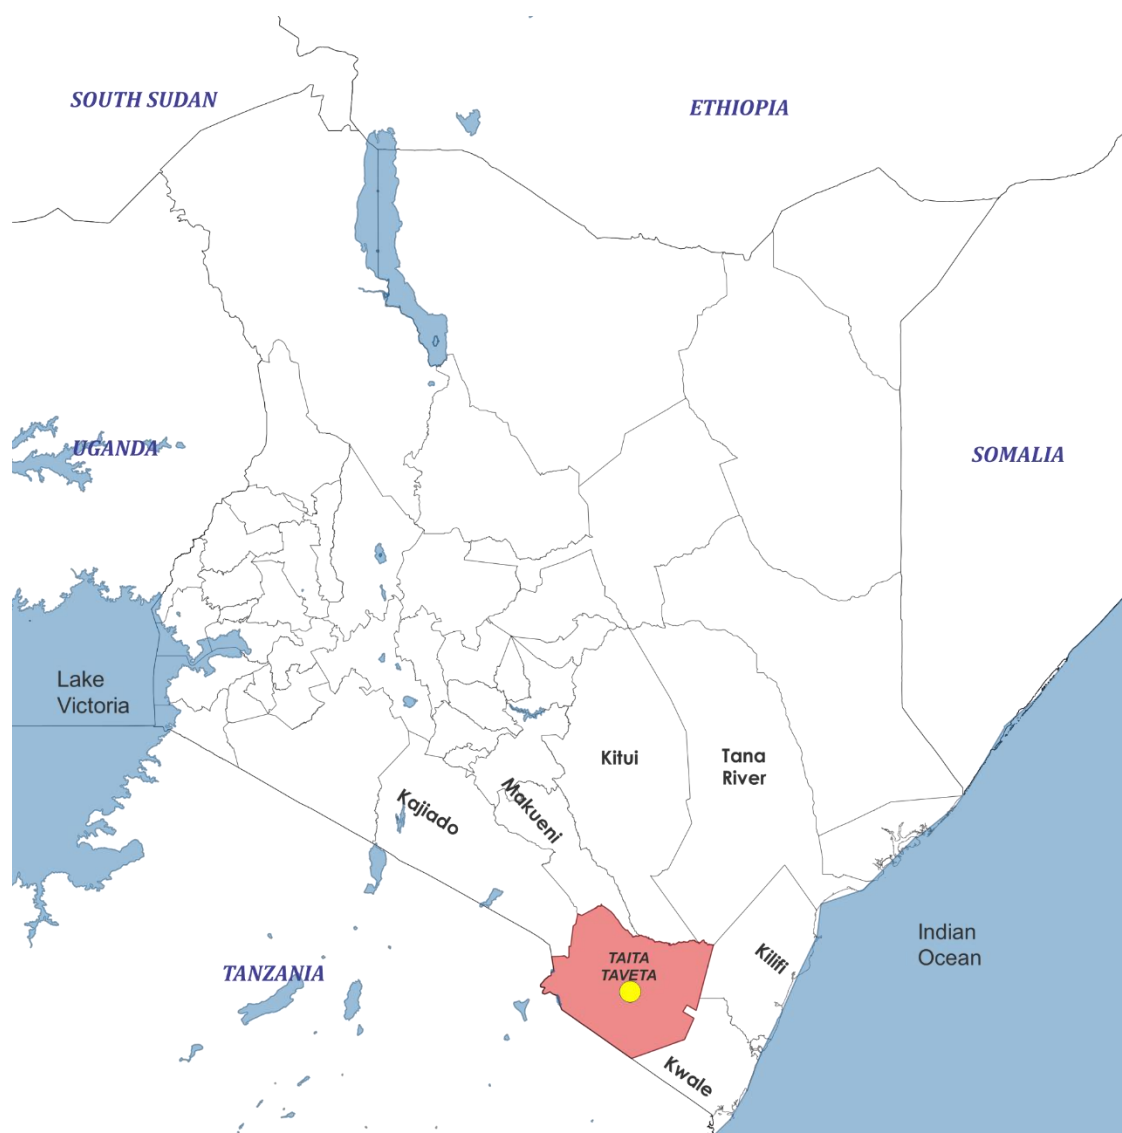 SOUTH SUDAN
ETHIOPIA
UGANDA
SOMALIA
Lake
Victoria
Kitui
Tana
River
Kajiado
Makueni
Indian
Ocean
TAITA
TAVETA
Kilifi
TANZANIA
Kwale